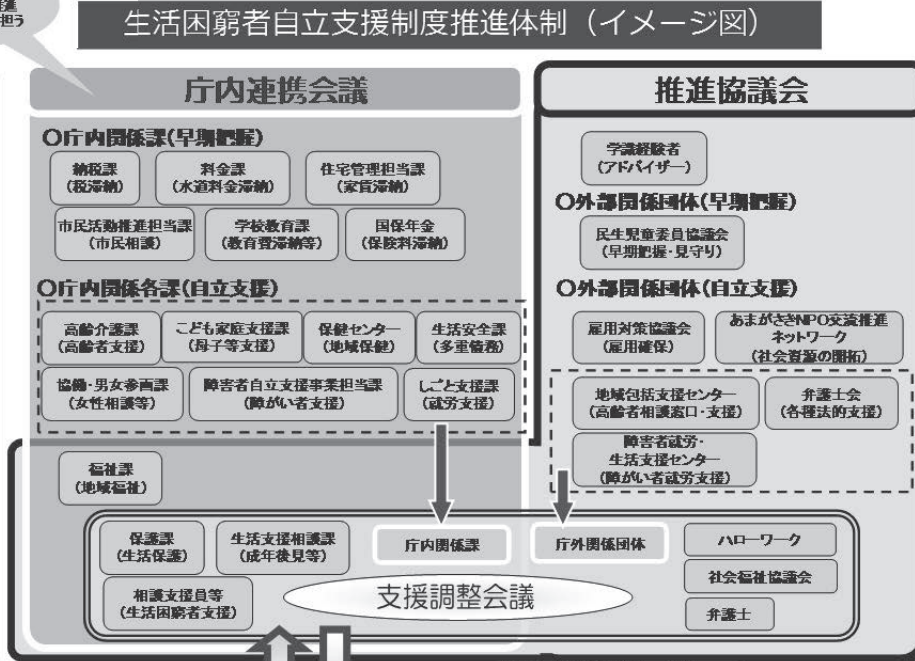 進
担う
生活困窮者自立支援制度推進体制（イメージ図）
庁内連携会議
〇庁内関係課(早期把握)
納税課
(税滞納)
料金課
(水道料金滞納)
住宅管理担当課
(家賃滞納)
市民活動推進担当課
(市民相談)
学校教育課
(教育費滞納等)
国保年金
(保険料滞納)
〇庁内関係各課(自立支援)
高齢介護課
(高齢者支援)
こども家庭支援課
(母子等支援)
保健センター
(地域保健)
生活安全課
(多重債務)
協働・男女参画課
(女性相談等)
障害者自立支援事業担当課
(障がい者支援)
しごと支援課
(就労支援)
福祉課
(地域福祉)
推進協議会
学識経験者
(アドバイザー)
〇外部関係団体(早期把握)
民生児童委員協議会
(早期把握・見守り)
〇外部関係団体(自立支援)
雇用対策協議会
(雇用確保)
あまがさきNPO交流推進
ネットワーク
(社会資源の開拓)
地域包括支援センター
(高齢者相談窓口・支援)
弁護士会
(各種法的支援)
障害者就労・
生活支援センター
(障がい者就労支援)
保護課
(生活保護)
生活支援相談課
(成年後見等)
庁内関係課
庁外関係団体
ハローワーク
相談支援員等
(生活困窮者支援)
支援調整会議
社会福祉協議会
弁護士